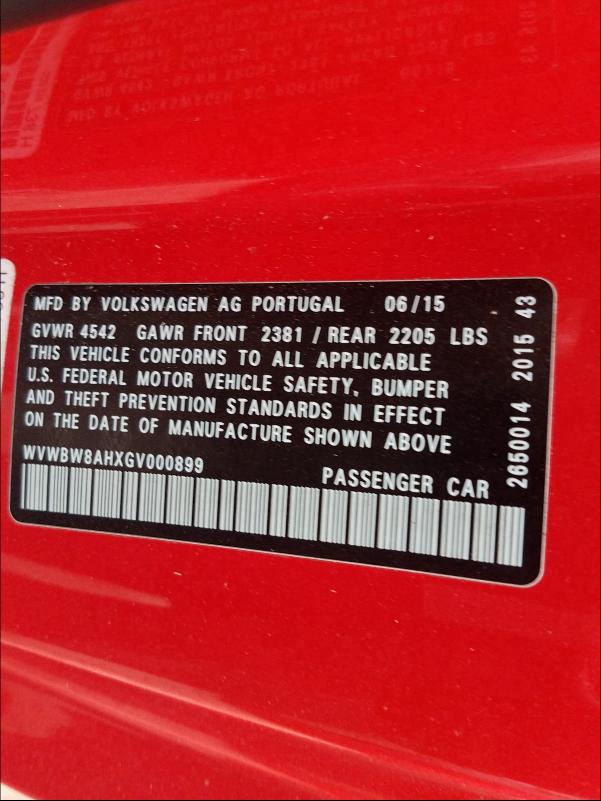 MFD BY VOLKSWAGEN AG PORTUGAL 06/15
GVWR 4542 GAWR FRONT 2381 / REAR 2205 LBS
THIS VEHICLE CONFORMS TO ALL APPLICABLE
U.S. FEDERAL MOTOR VEHICLE SAFETY, BUMPER
AND THEFT PREVENTION STANDARDS IN EFFECT
ON THE DATE OF MANUFACTURE SHOWN ABOVE
WVWBW8AHXGV000899
PASSENGER CAR
2650014 2015 43